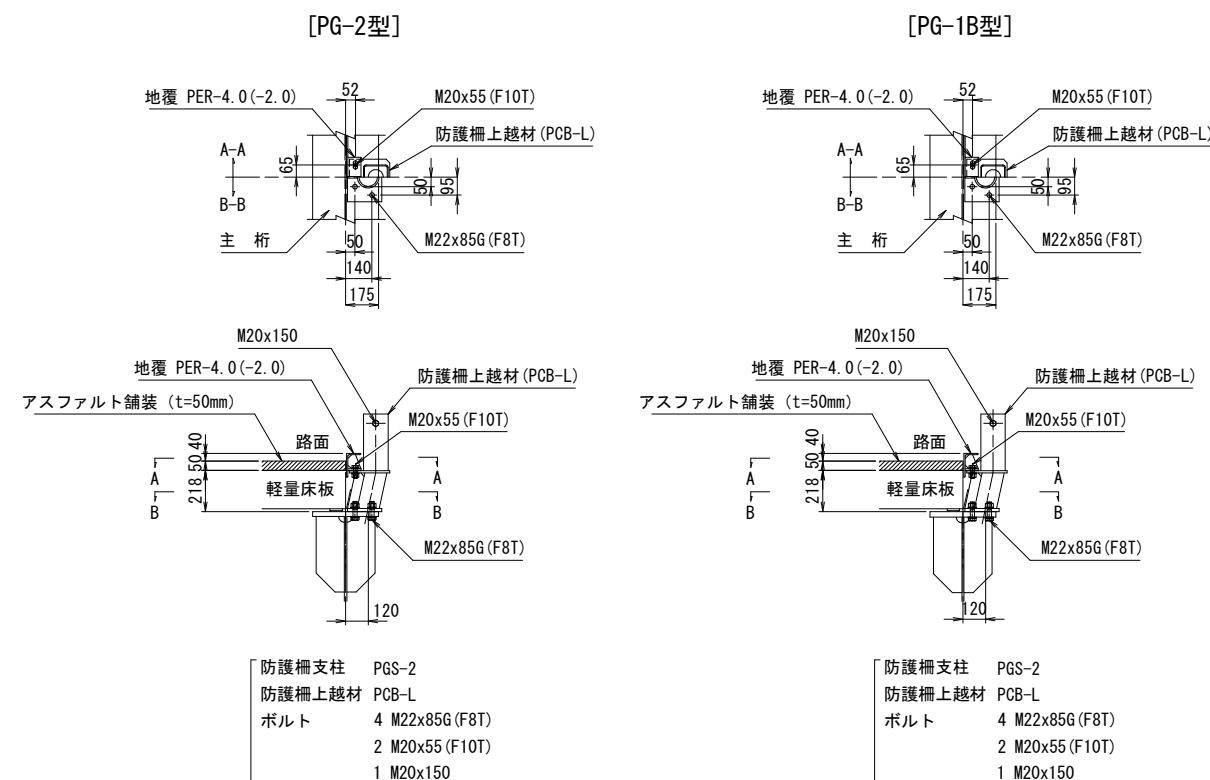 [PG-2型]
52
地覆 PER-4.0(-2.0)
M20x55(F10T)
防護柵上越材(PCB-L)
A-A
65
50
95
B-B
主 桁
50
M22x85G(F8T)
140
175
M20x150
地覆 PER-4.0(-2.0)
防護柵上越材(PCB-L)
アスファルト舗装 (t=50mm)
M20x55(F10T)
40
路面
50
A
A
218
軽量床板
B
B
M22x85G(F8T)
120
防護柵支柱 PGS-2
防護柵上越材 PCB-L
ボルト 4 M22x85G(F8T)
2 M20x55(F10T)
1 M20x150
[PG-1B型]
52
地覆 PER-4.0(-2.0)
M20x55(F10T)
防護柵上越材(PCB-L)
A-A
65
50
95
B-B
主 桁
50
M22x85G(F8T)
140
175
M20x150
地覆 PER-4.0(-2.0)
防護柵上越材(PCB-L)
アスファルト舗装 (t=50mm)
M20x55(F10T)
40
路面
50
A
A
218
軽量床板
B
B
M22x85G(F8T)
120
防護柵支柱 PGS-2
防護柵上越材 PCB-L
ボルト 4 M22x85G(F8T)
2 M20x55(F10T)
1 M20x150